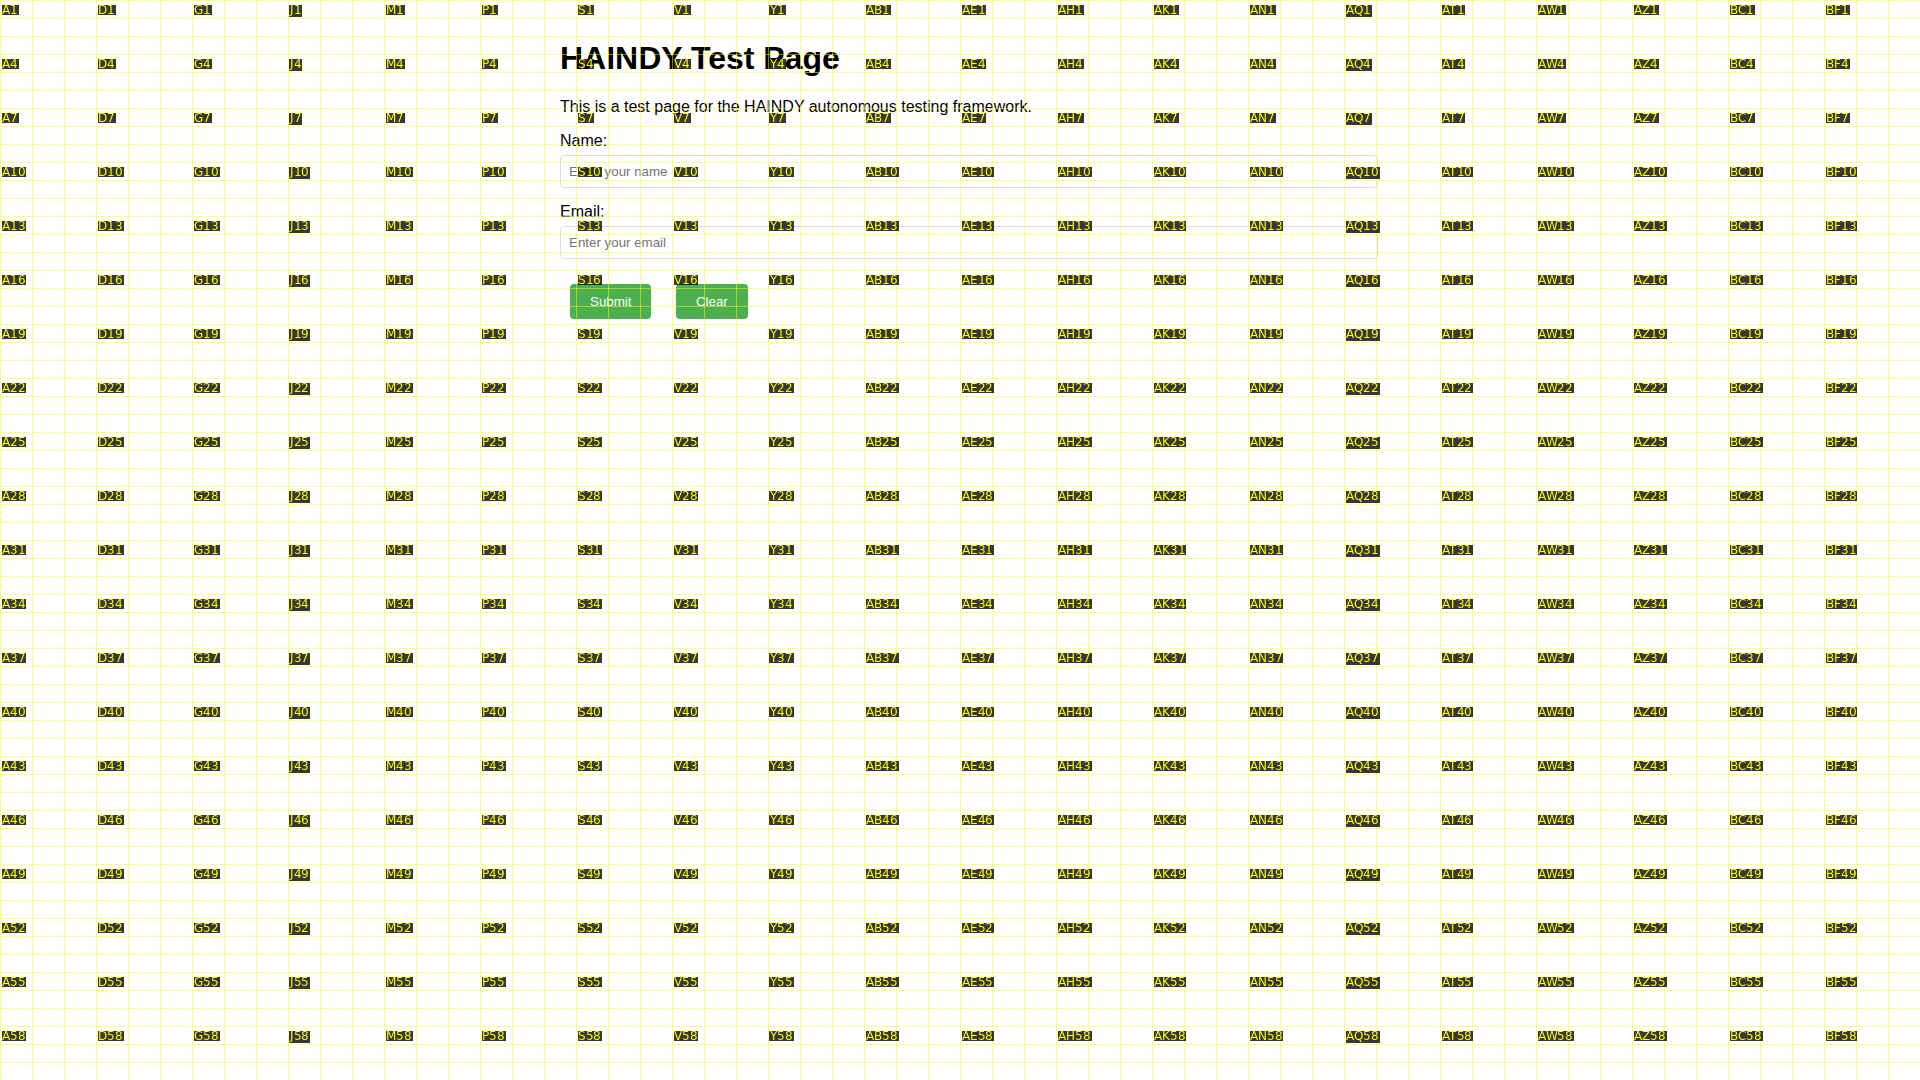 A1 D1 G1 J1 M1 P1 S1 V1 Y1 AB1 AE1 AH1 AK1 AN1 AQ1 AT1 AW1 AZ1 BC1 BF1
HAINDY Test Page
A4 D4 G4 J4 M4 P4 S4 V4 Y4 AB4 AE4 AH4 AK4 AN4 AQ4 AT4 AW4 AZ4 BC4 BF4
This is a test page for the HAINDY autonomous testing framework.
A7 D7 G7 J7 M7 P7 S7 V7 Y7 AB7 AE7 AH7 AK7 AN7 AQ7 AT7 AW7 AZ7 BC7 BF7
Name:
A10 D10 G10 J10 M10 P10 S10 your name V10 Y10 AB10 AE10 AH10 AK10 AN10 AQ10 AT10 AW10 AZ10 BC10 BF10
Email:
A13 D13 G13 J13 M13 P13 S13 V13 Y13 AB13 AE13 AH13 AK13 AN13 AQ13 AT13 AW13 AZ13 BC13 BF13
Enter your email
A16 D16 G16 J16 M16 P16 S16 V16 Y16 AB16 AE16 AH16 AK16 AN16 AQ16 AT16 AW16 AZ16 BC16 BF16
Submit Clear
A19 D19 G19 J19 M19 P19 S19 V19 Y19 AB19 AE19 AH19 AK19 AN19 AQ19 AT19 AW19 AZ19 BC19 BF19
A22 D22 G22 J22 M22 P22 S22 V22 Y22 AB22 AE22 AH22 AK22 AN22 AQ22 AT22 AW22 AZ22 BC22 BF22
A25 D25 G25 J25 M25 P25 S25 V25 Y25 AB25 AE25 AH25 AK25 AN25 AQ25 AT25 AW25 AZ25 BC25 BF25
A28 D28 G28 J28 M28 P28 S28 V28 Y28 AB28 AE28 AH28 AK28 AN28 AQ28 AT28 AW28 AZ28 BC28 BF28
A31 D31 G31 J31 M31 P31 S31 V31 Y31 AB31 AE31 AH31 AK31 AN31 AQ31 AT31 AW31 AZ31 BC31 BF31
A34 D34 G34 J34 M34 P34 S34 V34 Y34 AB34 AE34 AH34 AK34 AN34 AQ34 AT34 AW34 AZ34 BC34 BF34
A37 D37 G37 J37 M37 P37 S37 V37 Y37 AB37 AE37 AH37 AK37 AN37 AQ37 AT37 AW37 AZ37 BC37 BF37
A40 D40 G40 J40 M40 P40 S40 V40 Y40 AB40 AE40 AH40 AK40 AN40 AQ40 AT40 AW40 AZ40 BC40 BF40
A43 D43 G43 J43 M43 P43 S43 V43 Y43 AB43 AE43 AH43 AK43 AN43 AQ43 AT43 AW43 AZ43 BC43 BF43
A46 D46 G46 J46 M46 P46 S46 V46 Y46 AB46 AE46 AH46 AK46 AN46 AQ46 AT46 AW46 AZ46 BC46 BF46
A49 D49 G49 J49 M49 P49 S49 V49 Y49 AB49 AE49 AH49 AK49 AN49 AQ49 AT49 AW49 AZ49 BC49 BF49
A52 D52 G52 J52 M52 P52 S52 V52 Y52 AB52 AE52 AH52 AK52 AN52 AQ52 AT52 AW52 AZ52 BC52 BF52
A55 D55 G55 J55 M55 P55 S55 V55 Y55 AB55 AE55 AH55 AK55 AN55 AQ55 AT55 AW55 AZ55 BC55 BF55
A58 D58 G58 J58 M58 P58 S58 V58 Y58 AB58 AE58 AH58 AK58 AN58 AQ58 AT58 AW58 AZ58 BC58 BF58